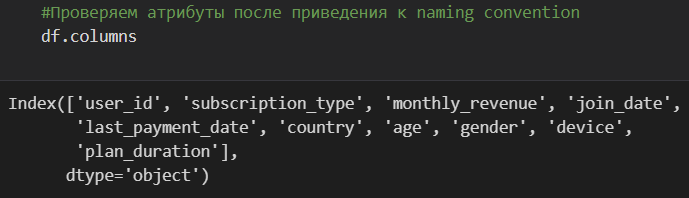 #Проверяем атрибуты после приведения к naming convention
df.columns
Index(['user_id', 'subscription_type', 'monthly_revenue', 'join_date',
'last_payment_date', 'country', 'age', 'gender', 'device',
'plan_duration'],
dtype='object')